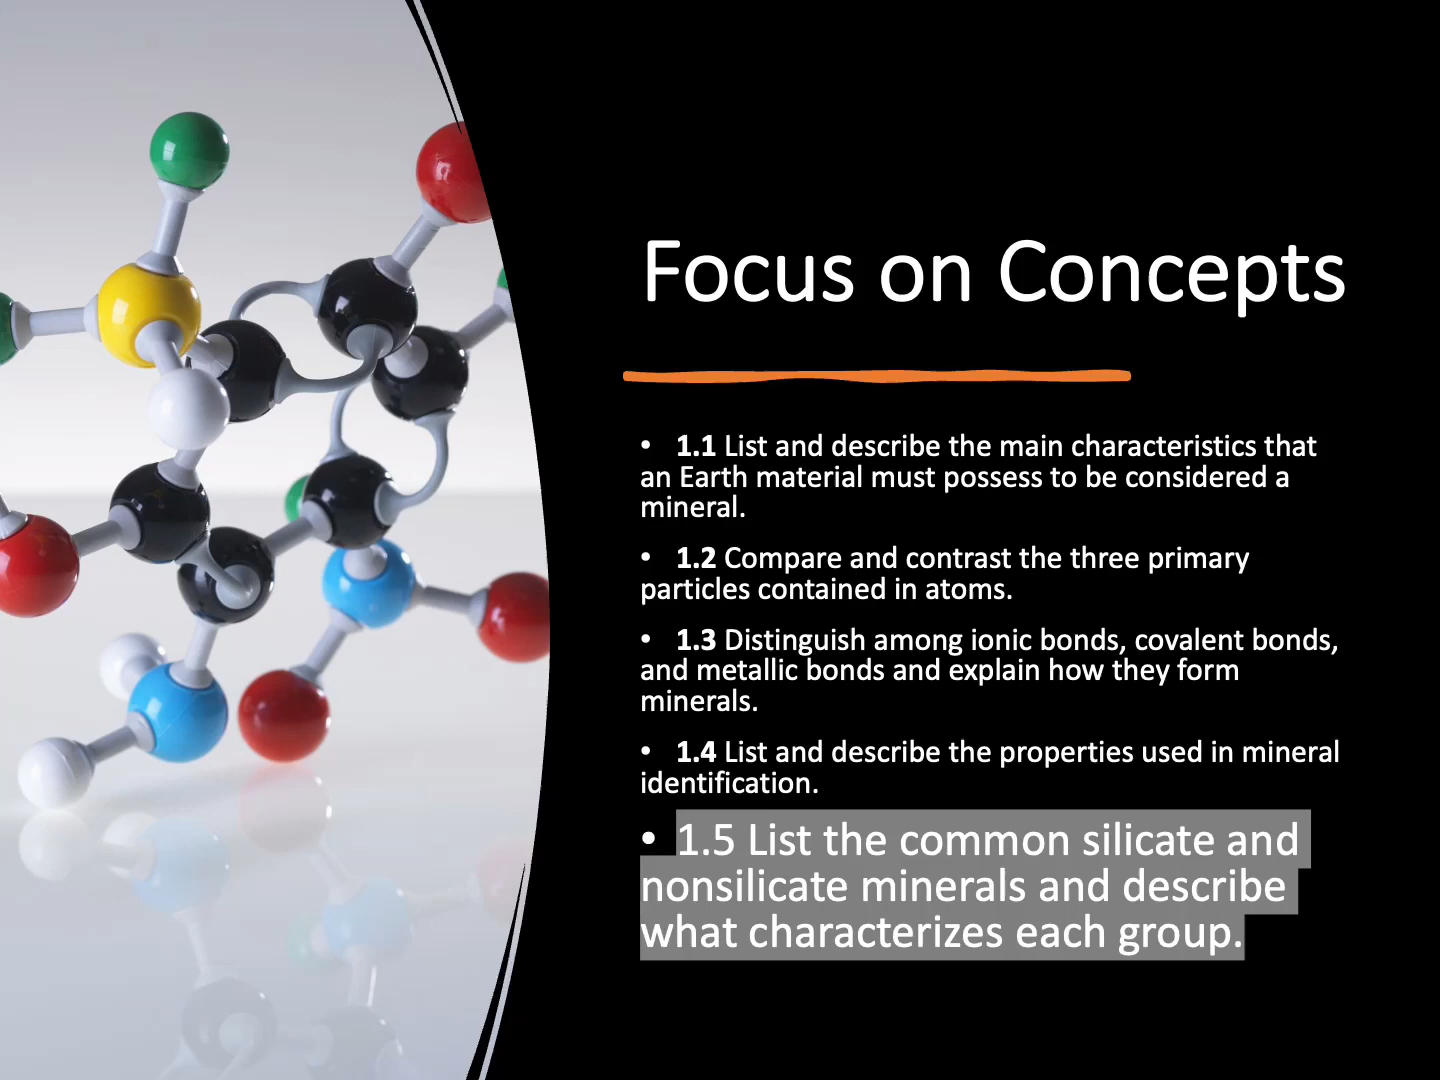 Focus on Concepts
• 1.1 List and describe the main characteristics that
an Earth material must possess to be considered a
mineral.
• 1.2 Compare and contrast the three primary
particles contained in atoms.
• 1.3 Distinguish among ionic bonds, covalent bonds,
and metallic bonds and explain how they form
minerals.
• 1.4 List and describe the properties used in mineral
identification.
• 1.5 List the common silicate and
nonsilicate minerals and describe
what characterizes each group.